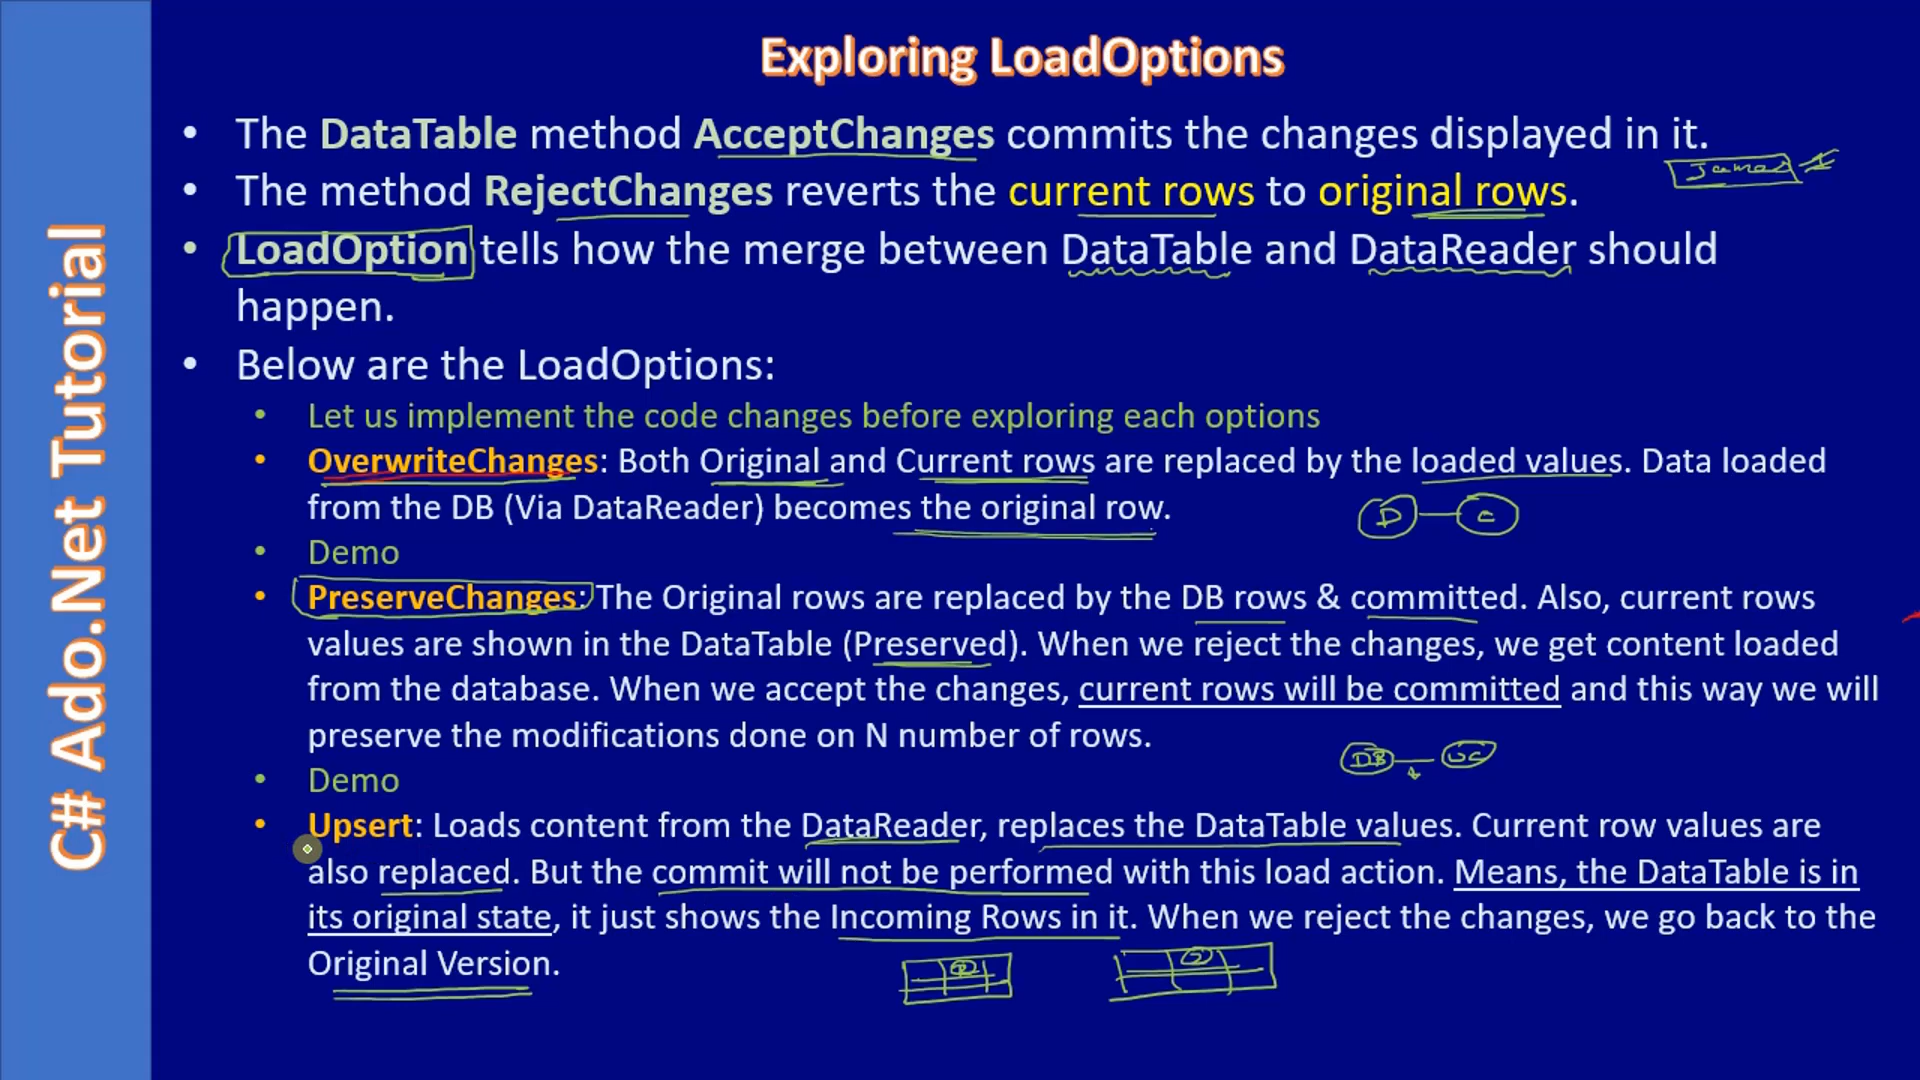 Exploring LoadOptions
C# Ado.Net Tutorial
• The DataTable method AcceptChanges commits the changes displayed in it.
James
• The method RejectChanges reverts the current rows to original rows.
• LoadOption tells how the merge between DataTable and DataReader should
happen.
• Below are the LoadOptions:
• Let us implement the code changes before exploring each options
• OverwriteChanges: Both Original and Current rows are replaced by the loaded values. Data loaded
from the DB (Via DataReader) becomes the original row.
D C
• Demo
• PreserveChanges: The Original rows are replaced by the DB rows & committed. Also, current rows
values are shown in the DataTable (Preserved). When we reject the changes, we get content loaded
from the database. When we accept the changes, current rows will be committed and this way we will
preserve the modifications done on N number of rows.
DB
• Demo
• Upsert: Loads content from the DataReader, replaces the DataTable values. Current row values are
also replaced. But the commit will not be performed with this load action. Means, the DataTable is in
its original state, it just shows the Incoming Rows in it. When we reject the changes, we go back to the
Original Version.